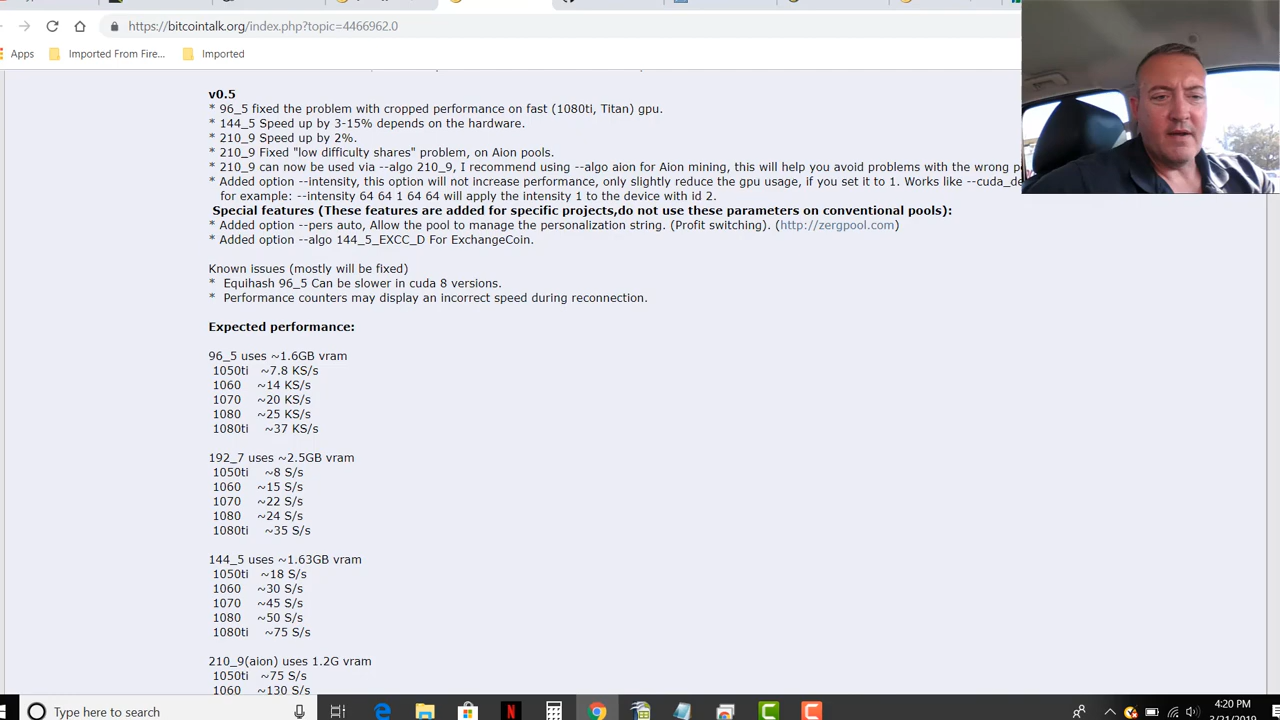 https://bitcointalk.org/index.php?topic=4466962.0
Apps
Imported From Fire...
Imported
v0.5
* 96_5 fixed the problem with cropped performance on fast (1080ti, Titan) gpu.
* 144_5 Speed up by 3-15% depends on the hardware.
* 210_9 Speed up by 2%.
* 210_9 Fixed "low difficulty shares" problem, on Aion pools.
* 210_9 can now be used via --algo 210_9, I recommend using --algo aion for Aion mining, this will help you avoid problems with the wrong
* Added option --intensity, this option will not increase performance, only slightly reduce the gpu usage, if you set it to 1. Works like
for example: --intensity 64 64 1 64 64 will apply the intensity 1 to the device with id 2.
Special features (These features are added for specific projects,do not use these parameters on conventional pools):
* Added option --pers auto, Allow the pool to manage the personalization string. (Profit switching). (http://zergpool.com)
* Added option --algo 144_5_EXCC_D For ExchangeCoin.
Known issues (mostly will be fixed)
* Equihash 96_5 Can be slower in cuda 8 versions.
* Performance counters may display an incorrect speed during reconnection.
Expected performance:
96_5 uses ~1.6GB vram
1050ti ~7.8 KS/s
1060 ~14 KS/s
1070 ~20 KS/s
1080 ~25 KS/s
1080ti ~37 KS/s
192_7 uses ~2.5GB vram
1050ti ~8 S/s
1060 ~15 S/s
1070 ~22 S/s
1080 ~24 S/s
1080ti ~35 S/s
144_5 uses ~1.63GB vram
1050ti ~18 S/s
1060 ~30 S/s
1070 ~45 S/s
1080 ~50 S/s
1080ti ~75 S/s
210_9(aion) uses 1.2G vram
1050ti ~75 S/s
1060 ~130 S/s
Type here to search
4:20 PM